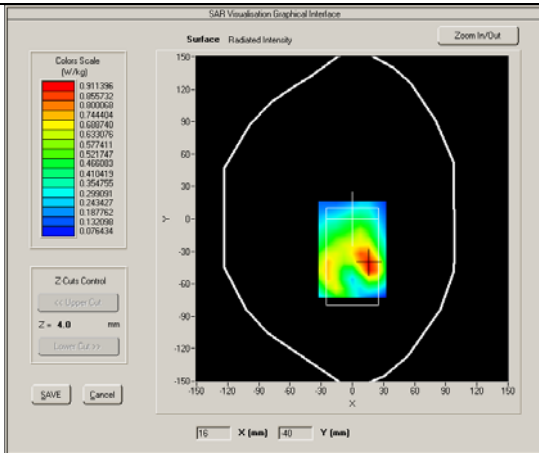 SAR Visualisation Graphical Interface
Surface Radiated Intensity
Zoom In/Out
Colors Scale
(W/kg)
0.911396
0.855732
0.800068
0.744404
0.688740
0.633076
0.577411
0.521747
0.466083
0.410419
0.354755
0.299091
0.243427
0.187762
0.132098
0.076434
Z-Cuts Control
<< Upper Cut
Z = 4.0 mm
Lower Cut >>
SAVE Cancel
150
120
90
60
30
0
-30
-60
-90
-120
-150
Y
-150 -120 -90 -60 -30 0 30 60 90 120 150
X
16 X (mm) -40 Y (mm)